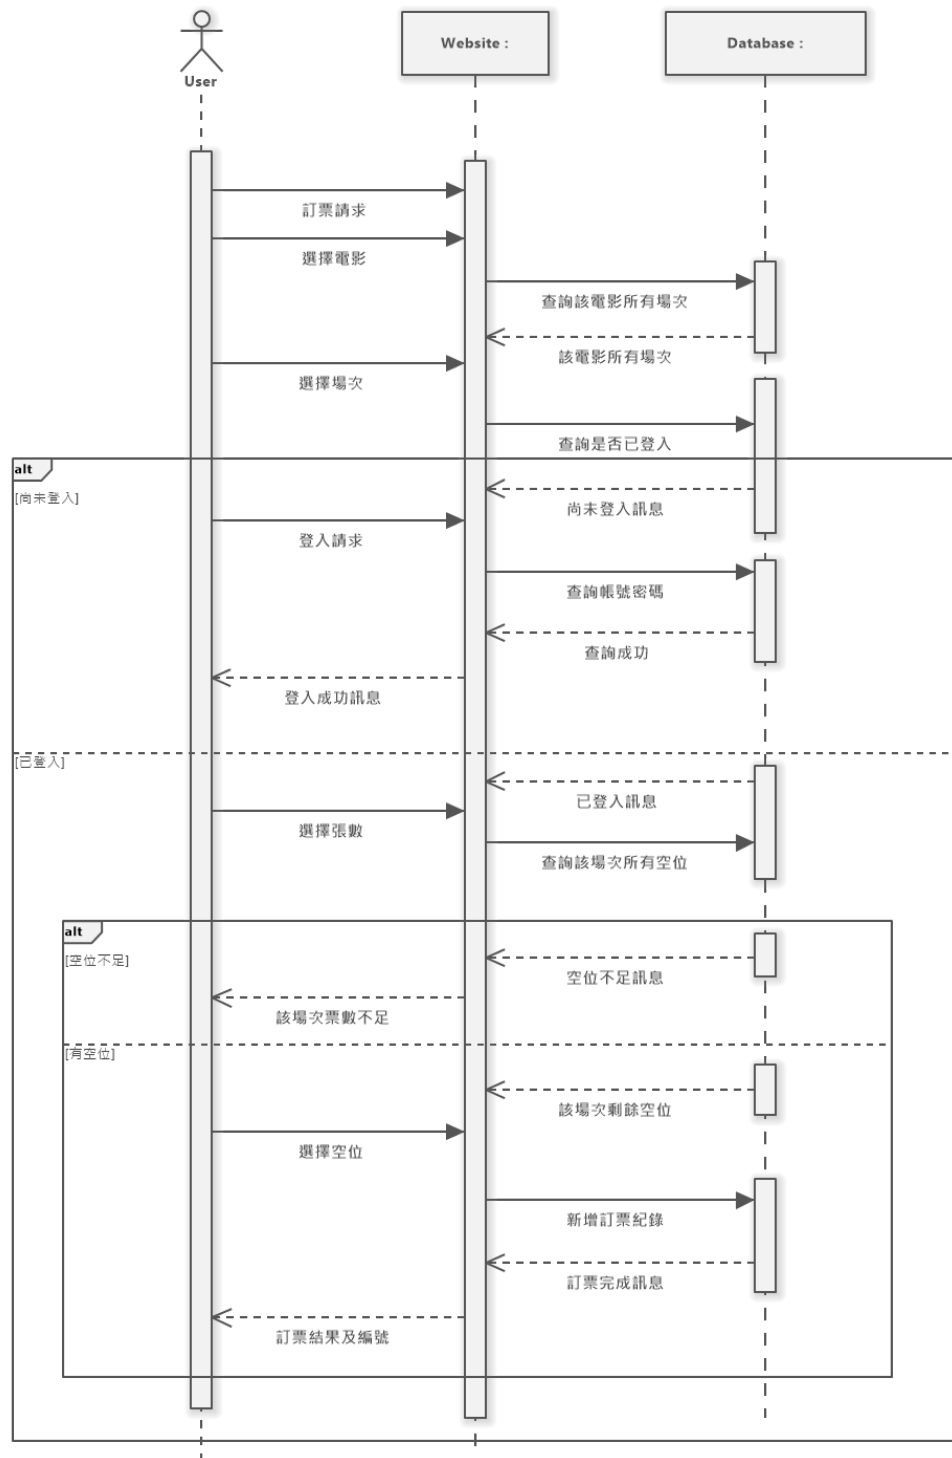 User
Website :
Database :
訂票請求
選擇電影
查詢該電影所有場次
該電影所有場次
選擇場次
查詢是否已登入
alt
[尚未登入]
尚未登入訊息
登入請求
查詢帳號密碼
查詢成功
登入成功訊息
[已登入]
已登入訊息
選擇張數
查詢該場次所有空位
alt
[空位不足]
空位不足訊息
該場次票數不足
[有空位]
該場次剩餘空位
選擇空位
新增訂票紀錄
訂票完成訊息
訂票結果及編號